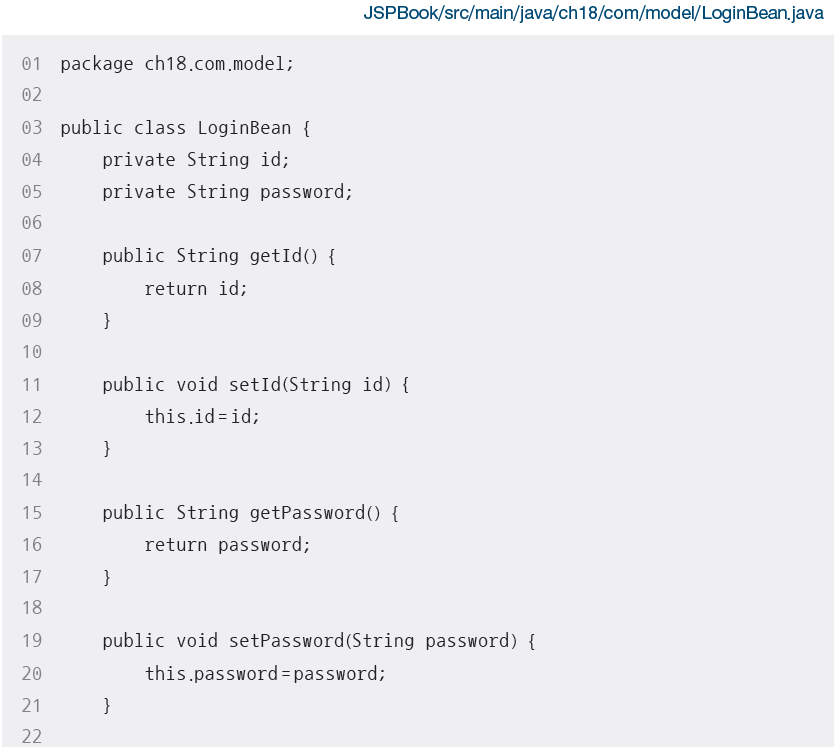 JSPBook/src/main/java/ch18/com/model/LoginBean.java
01 package ch18.com.model;
02
03 public class LoginBean {
04     private String id;
05     private String password;
06
07     public String getId() {
08         return id;
09     }
10
11     public void setId(String id) {
12         this.id=id;
13     }
14
15     public String getPassword() {
16         return password;
17     }
18
19     public void setPassword(String password) {
20         this.password=password;
21     }
22